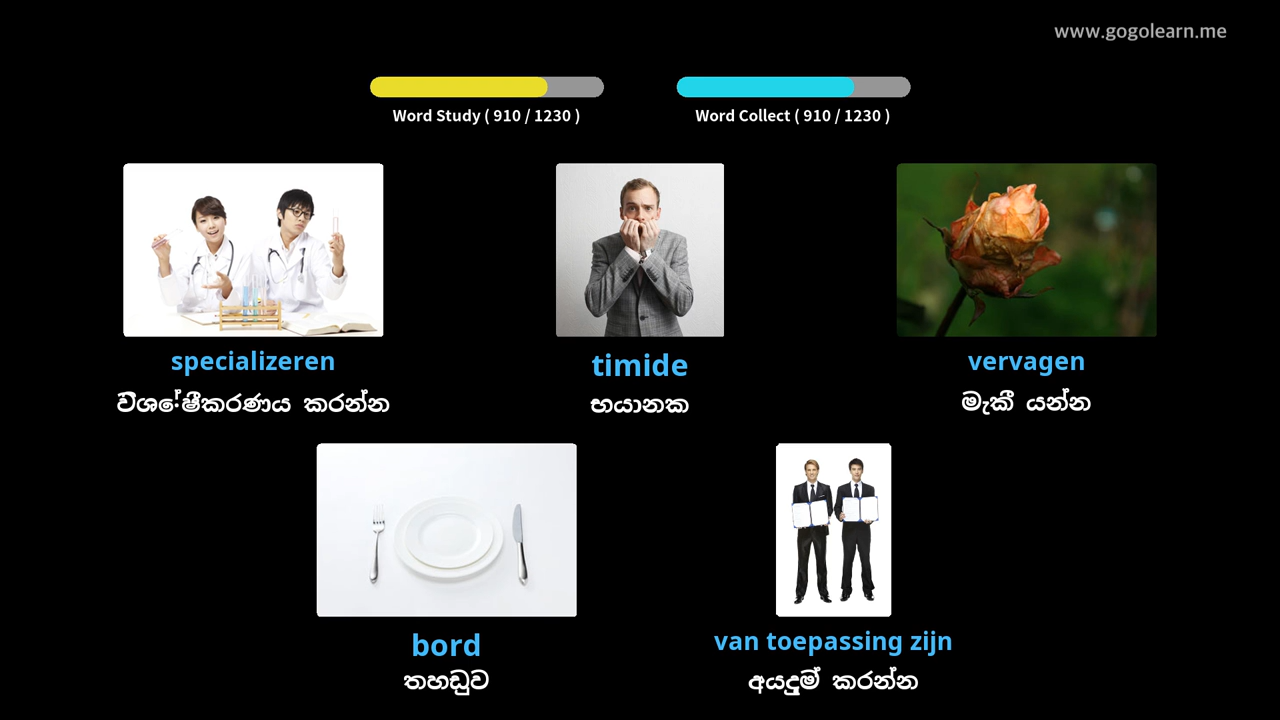 www.gogolearn.me
Word Study ( 910 / 1230 )
Word Collect ( 910 / 1230 )
specializeren
විශේෂීකරණය කරන්න
timide
භයානක
vervagen
මැකී යන්න
bord
තහඩුව
van toepassing zijn
අයදුම් කරන්න